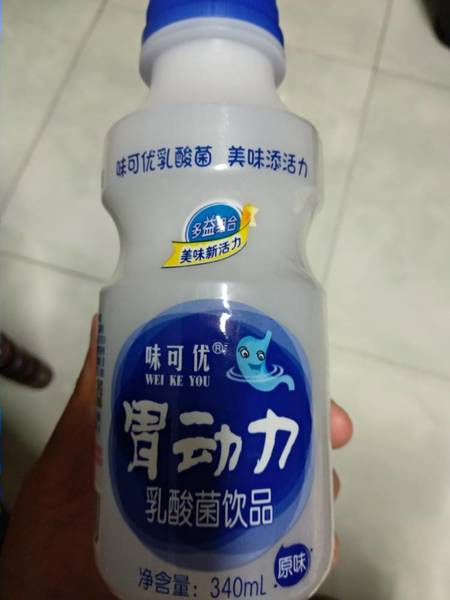 味可优乳酸菌 美味添活力
多益组合
美味新活力
味可优®
WEI KE YOU
胃动力
乳酸菌饮品
原味
净含量: 340mL